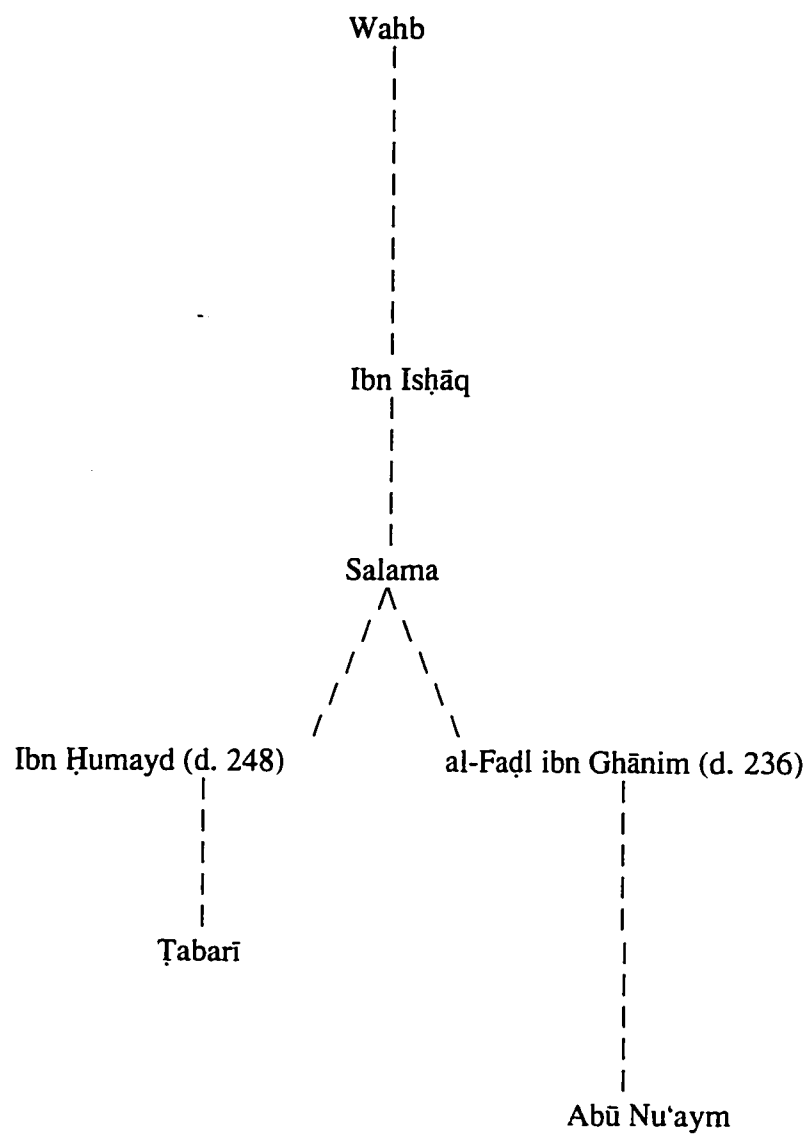 Wahb
Ibn Isḥāq
Salama
Ibn Ḥumayd (d. 248) al-Faḍl ibn Ghānim (d. 236)
Ṭabarī
Abū Nu‘aym